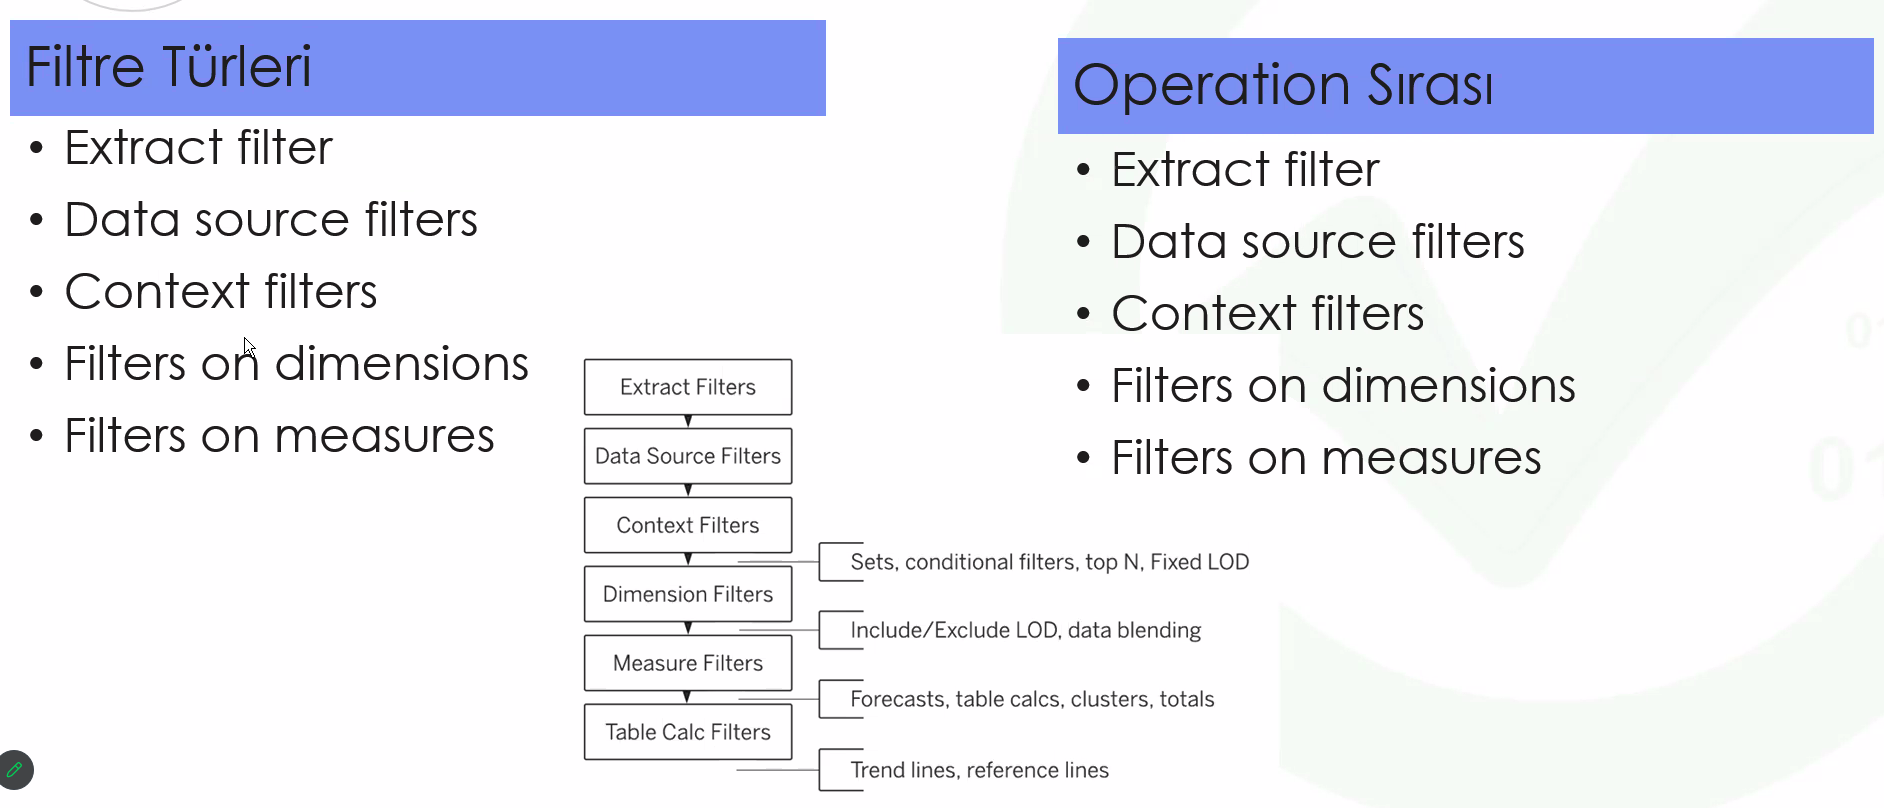 Filtre Türleri
• Extract filter
• Data source filters
• Context filters
• Filters on dimensions
• Filters on measures
Operation Sırası
• Extract filter
• Data source filters
• Context filters
• Filters on dimensions
• Filters on measures
Extract Filters
Data Source Filters
Context Filters
Sets, conditional filters, top N, Fixed LOD
Dimension Filters
Include/Exclude LOD, data blending
Measure Filters
Forecasts, table calcs, clusters, totals
Table Calc Filters
Trend lines, reference lines
01
01